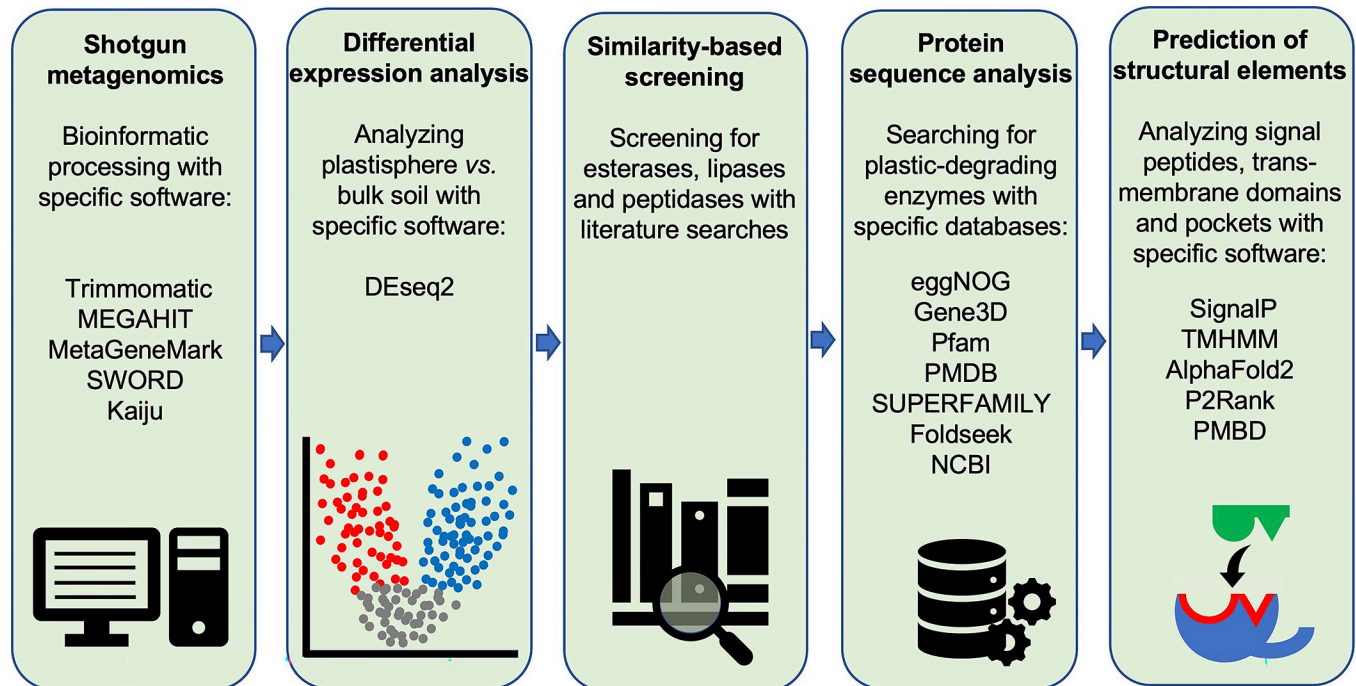 Shotgun
metagenomics
Bioinformatic
processing with
specific software:
Trimmomatic
MEGAHIT
MetaGeneMark
SWORD
Kaiju
Differential
expression analysis
Analyzing
plastisphere vs.
bulk soil with
specific software:
DEseq2
Similarity-based
screening
Screening for
esterases, lipases
and peptidases with
literature searches
Protein
sequence analysis
Searching for
plastic-degrading
enzymes with
specific databases:
eggNOG
Gene3D
Pfam
PMDB
SUPERFAMILY
Foldseek
NCBI
Prediction of
structural elements
Analyzing signal
peptides, trans-
membrane domains
and pockets with
specific software:
SignalP
TMHMM
AlphaFold2
P2Rank
PMBD